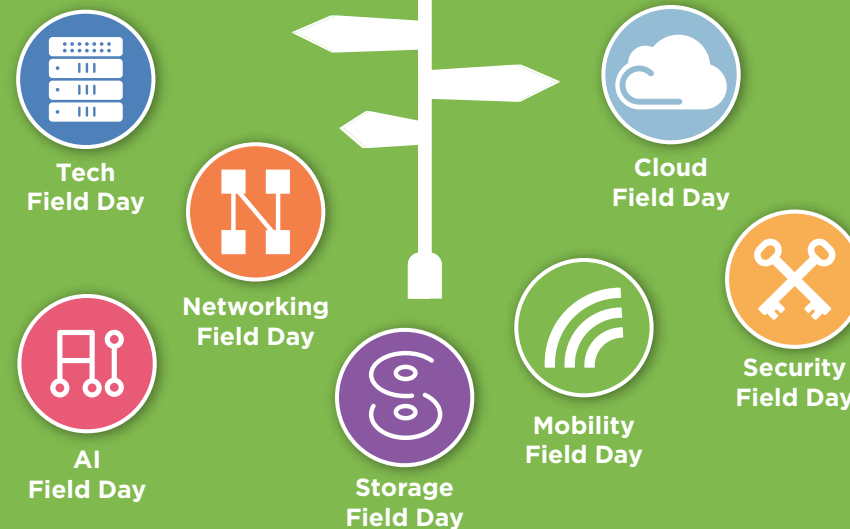 Tech
Field Day
Cloud
Field Day
Networking
Field Day
Security
Field Day
Mobility
Field Day
AI
Field Day
Storage
Field Day